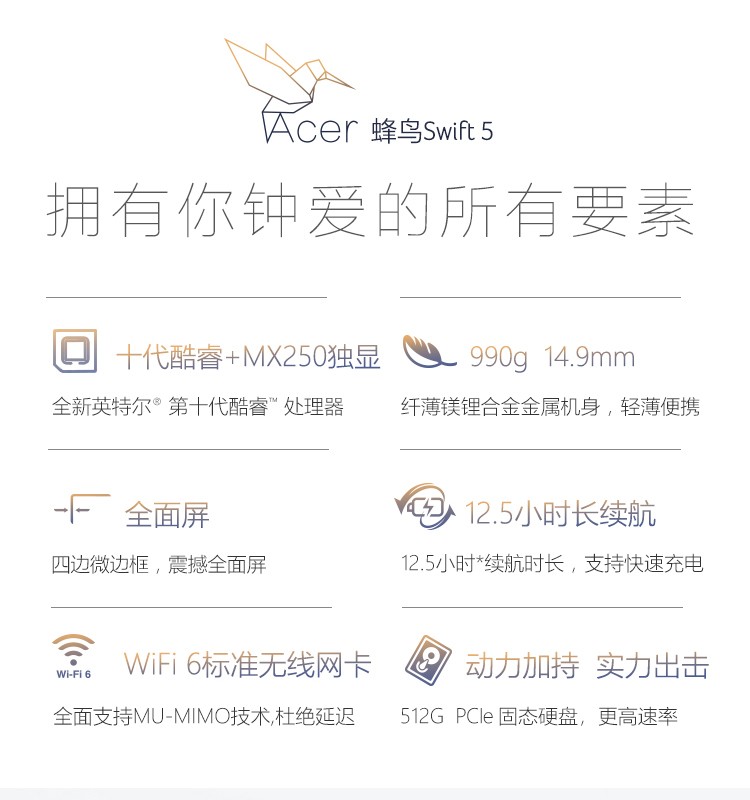 Acer 蜂鸟Swift 5
拥有你钟爱的所有要素
十代酷睿+MX250独显
全新英特尔® 第十代酷睿™ 处理器
990g 14.9mm
纤薄镁锂合金金属机身，轻薄便携
全面屏
四边微边框，震撼全面屏
12.5小时长续航
12.5小时*续航时长，支持快速充电
Wi-Fi 6
WiFi 6标准无线网卡
全面支持MU-MIMO技术,杜绝延迟
动力加持 实力出击
512G PCIe 固态硬盘，更高速率